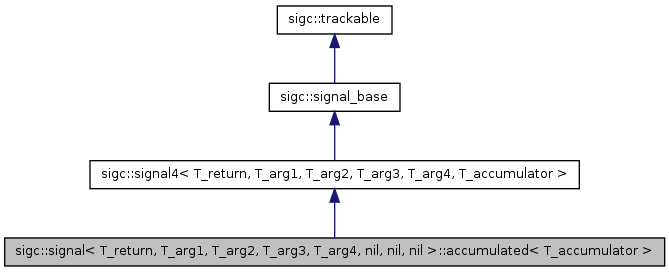 sigc::trackable
sigc::signal_base
sigc::signal4< T_return, T_arg1, T_arg2, T_arg3, T_arg4, T_accumulator >
sigc::signal< T_return, T_arg1, T_arg2, T_arg3, T_arg4, nil, nil, nil >::accumulated< T_accumulator >